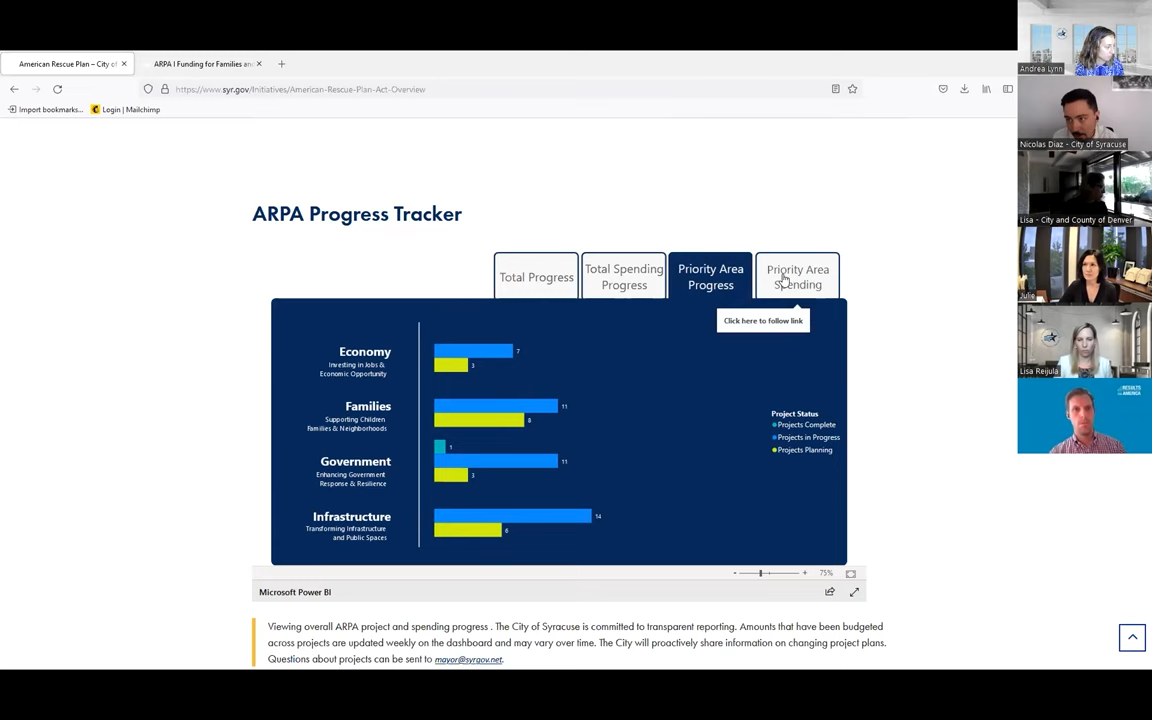 American Rescue Plan – City of
ARPA | Funding for Families and
https://www.syr.gov/Initiatives/American-Rescue-Plan-Act-Overview
Import bookmarks...
Login | Mailchimp
ARPA Progress Tracker
Total Progress
Total Spending
Progress
Priority Area
Progress
Priority Area
Spending
Click here to follow link
Economy
Investing in Jobs &
Economic Opportunity
7
3
Families
Supporting Children
Families & Neighborhoods
11
8
1
Government
Enhancing Government
Response & Resilience
11
3
Infrastructure
Transforming Infrastructure
and Public Spaces
14
6
Project Status
Projects Complete
Projects in Progress
Projects Planning
- + 75%
Microsoft Power BI
Viewing overall ARPA project and spending progress . The City of Syracuse is committed to transparent reporting. Amounts that have been budgeted
across projects are updated weekly on the dashboard and may vary over time. The City will proactively share information on changing project plans.
Questions about projects can be sent to mayor@syrgov.net.
Andrea Lynn
Nicolas Diaz - City of Syracuse
Lisa - City and County of Denver
Julie
Lisa Rejula
RESULTS